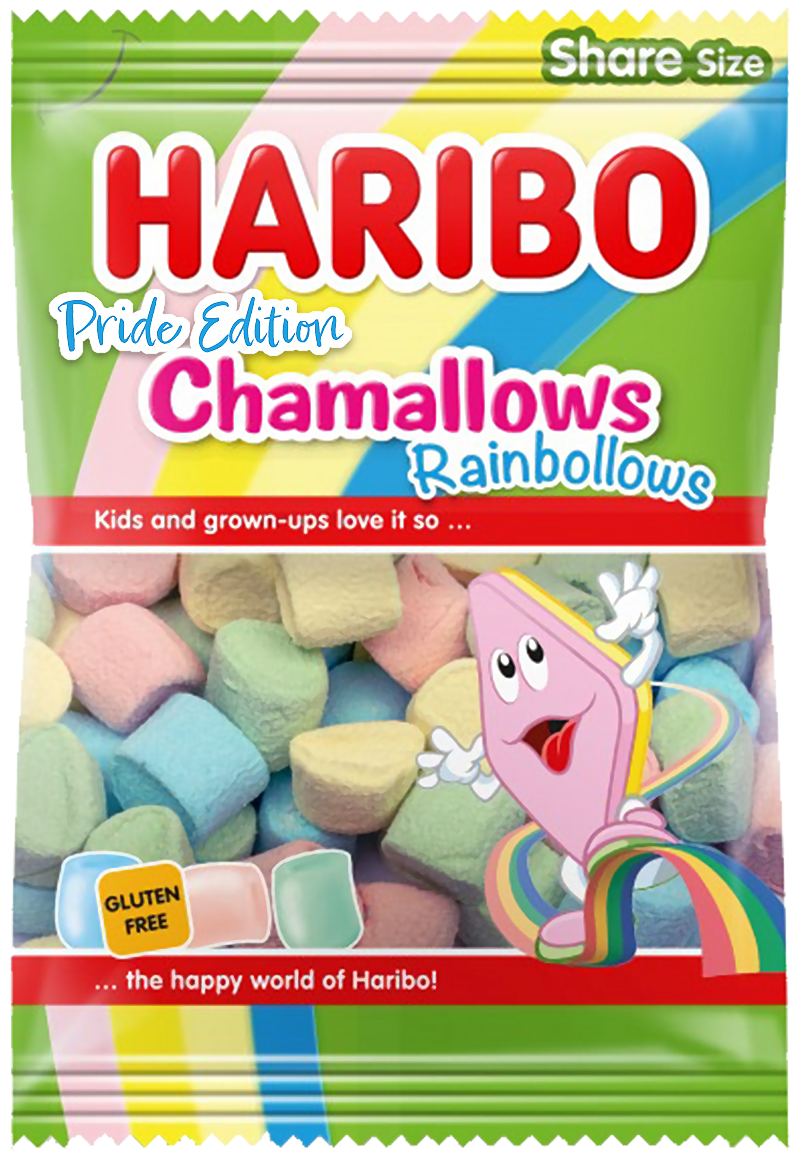 Share Size
HARIBO
Pride Edition
Chamallows
Rainbollows
Kids and grown-ups love it so ...
GLUTEN
FREE
... the happy world of Haribo!